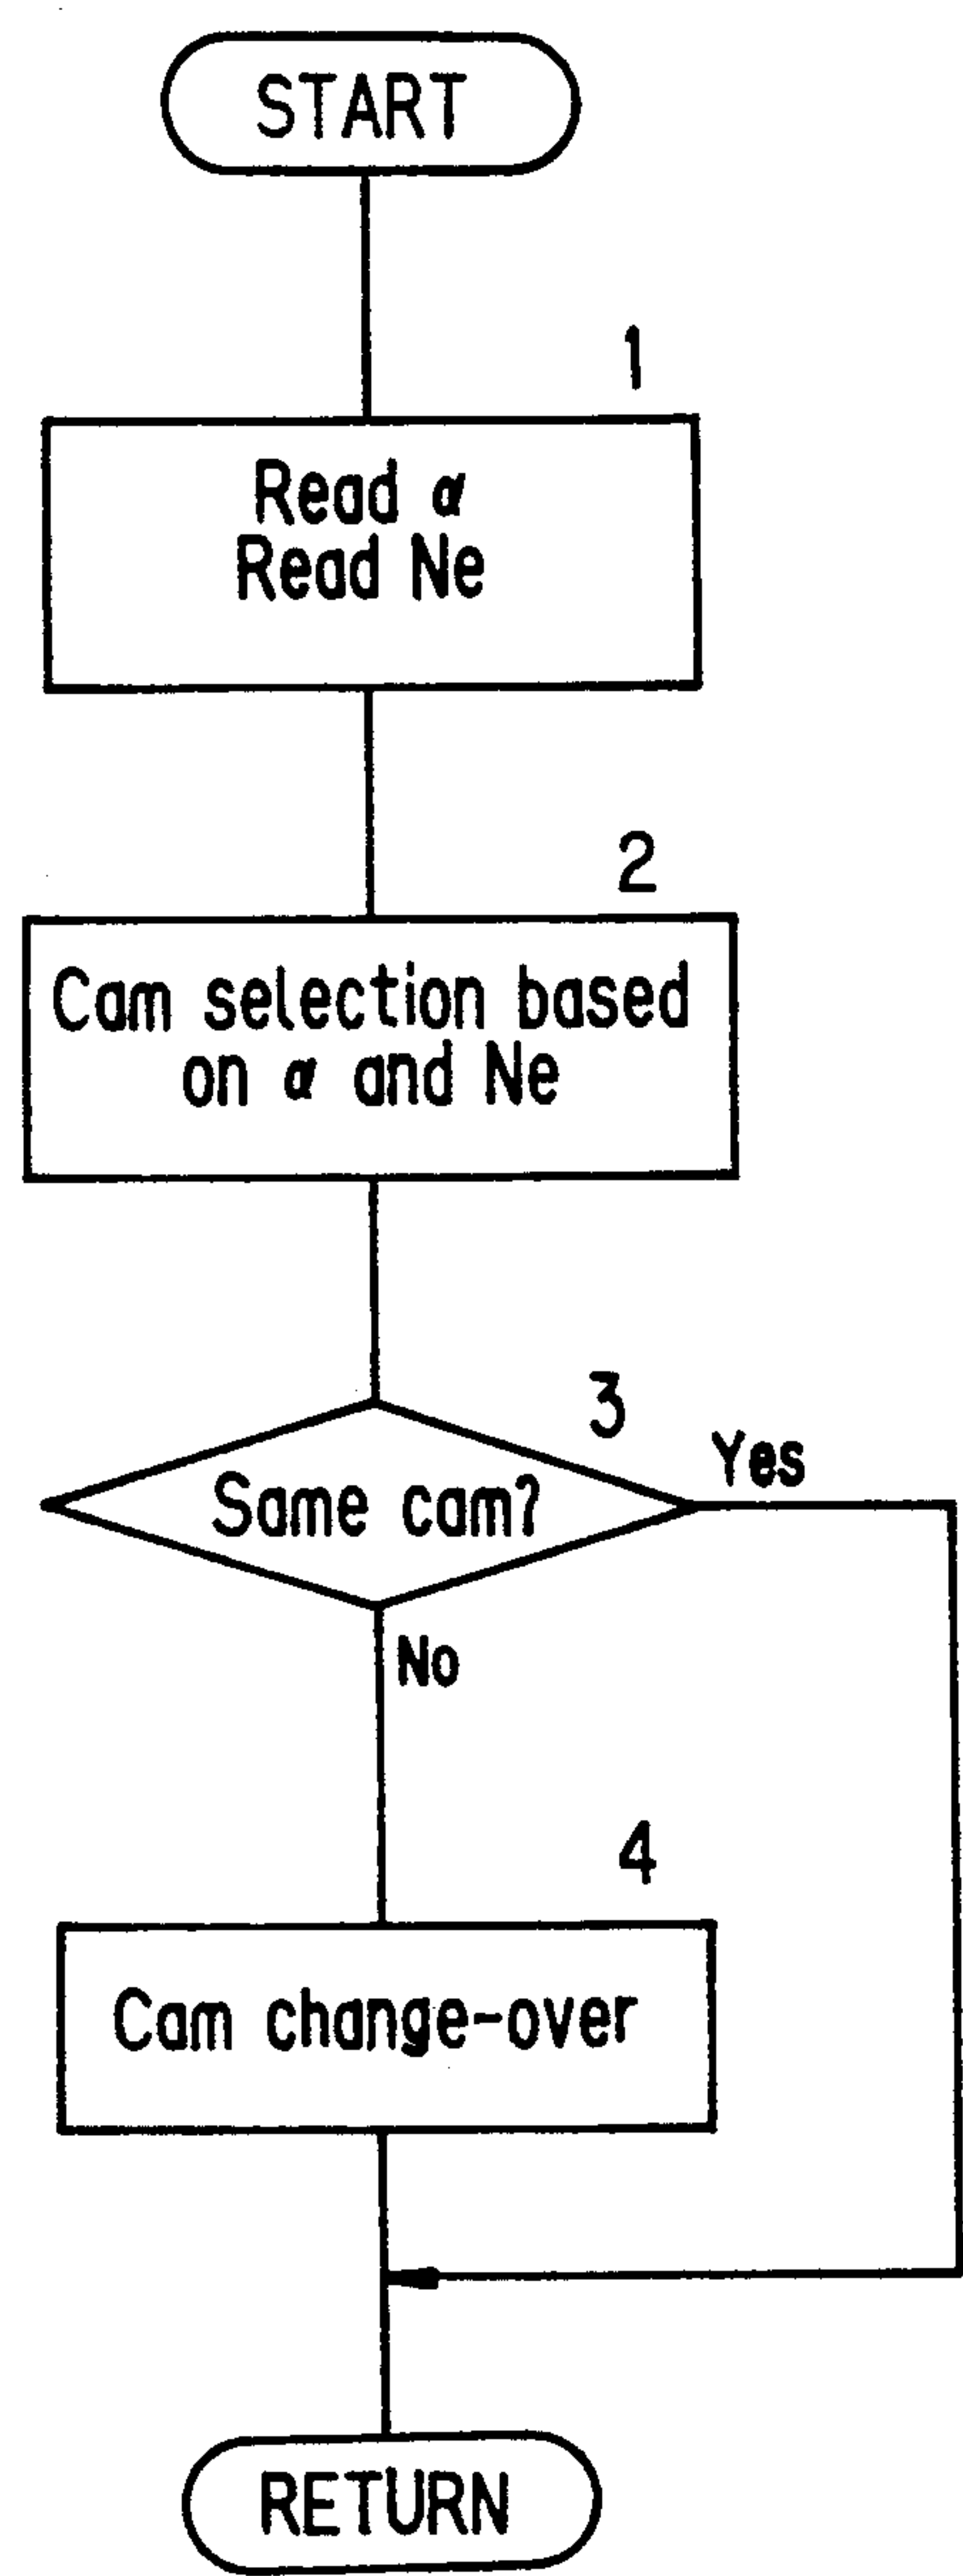 START
1
Read α
Read Ne
2
Cam selection based
on α and Ne
3
Yes
Same cam?
No
4
Cam change-over
RETURN